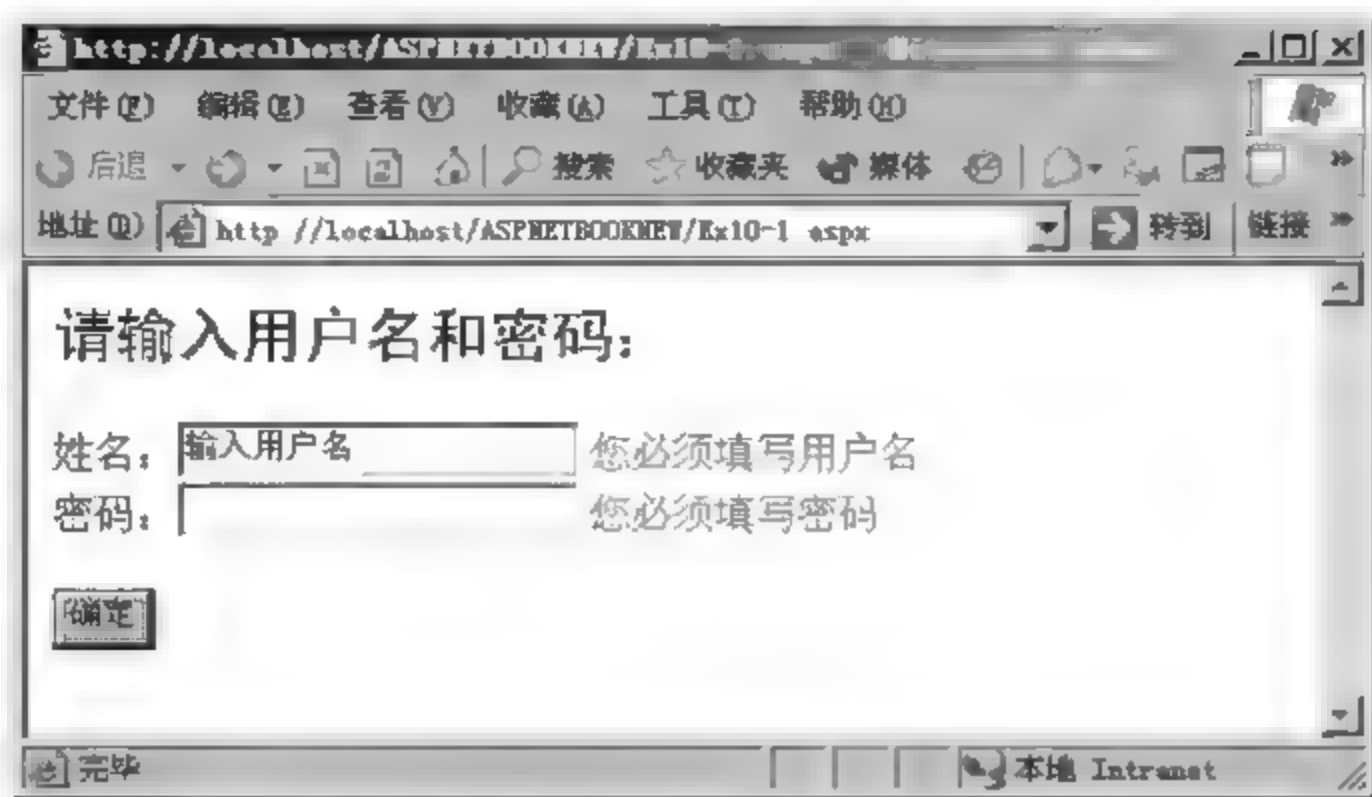 http://localhost/ASPNETBOOKNEW/Ex10-
文件(F) 编辑(E) 查看(V) 收藏(A) 工具(T) 帮助(H)
后退 搜索 收藏夹 媒体
地址(D) http //localhost/ASPNETBOOKNEW/Ex10-1 aspx 转到 链接
请输入用户名和密码：
姓名： 输入用户名 您必须填写用户名
密码： 您必须填写密码
确定
完毕 本地 Intranet